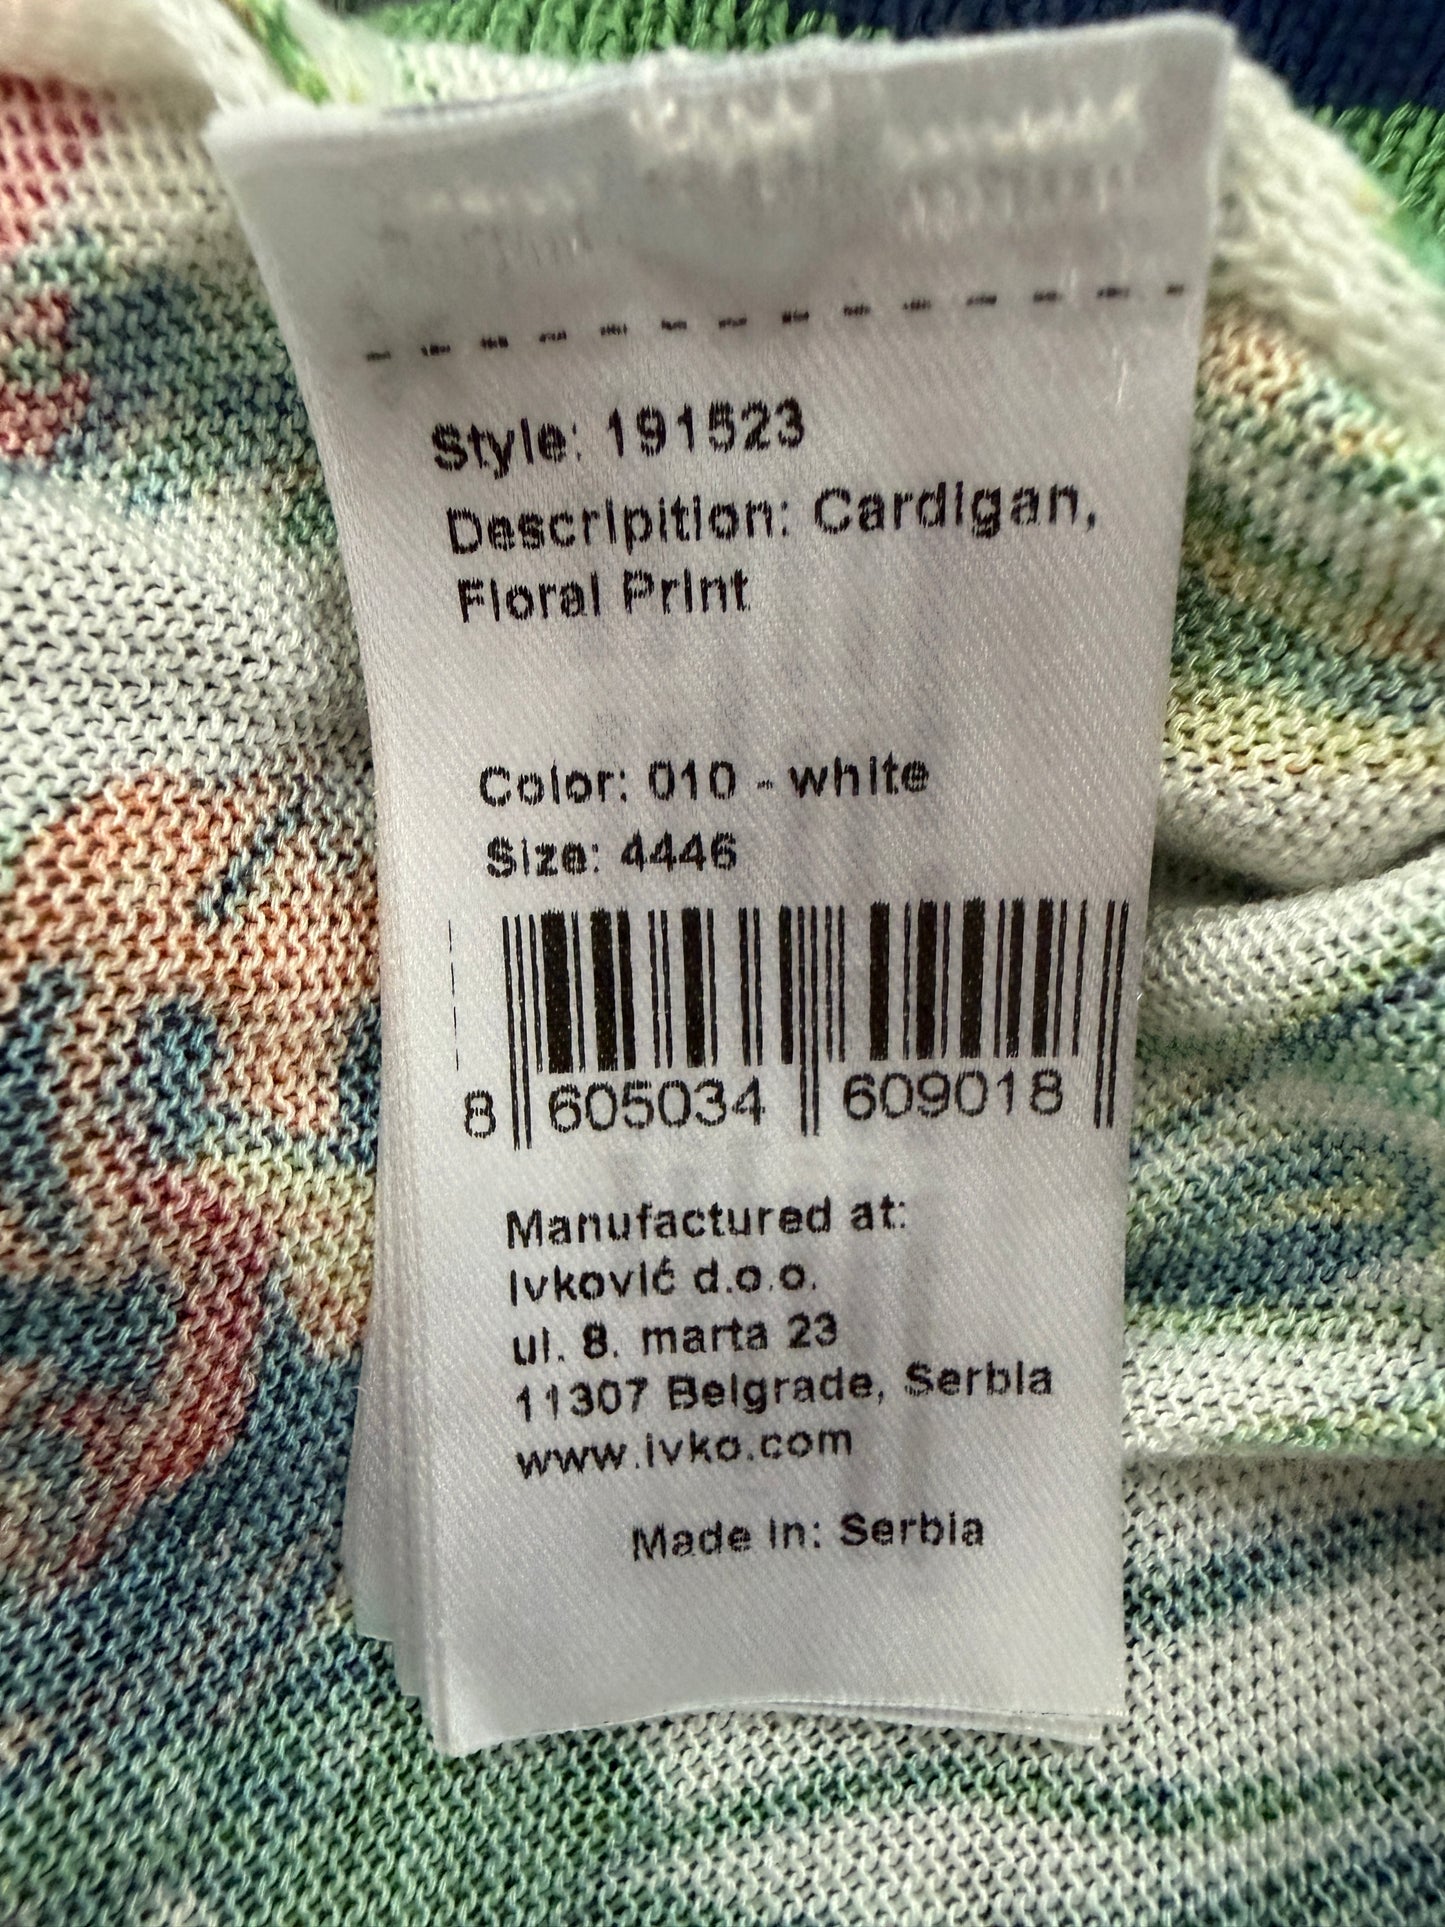 Style: 191523
Descripition: Cardigan,
Floral Print
Color: 010 - white
Size: 4446
8 605034 609018
Manufactured at:
Ivković d.o.o.
ul. 8. marta 23
11307 Belgrade, Serbia
www.ivko.com
Made in: Serbia